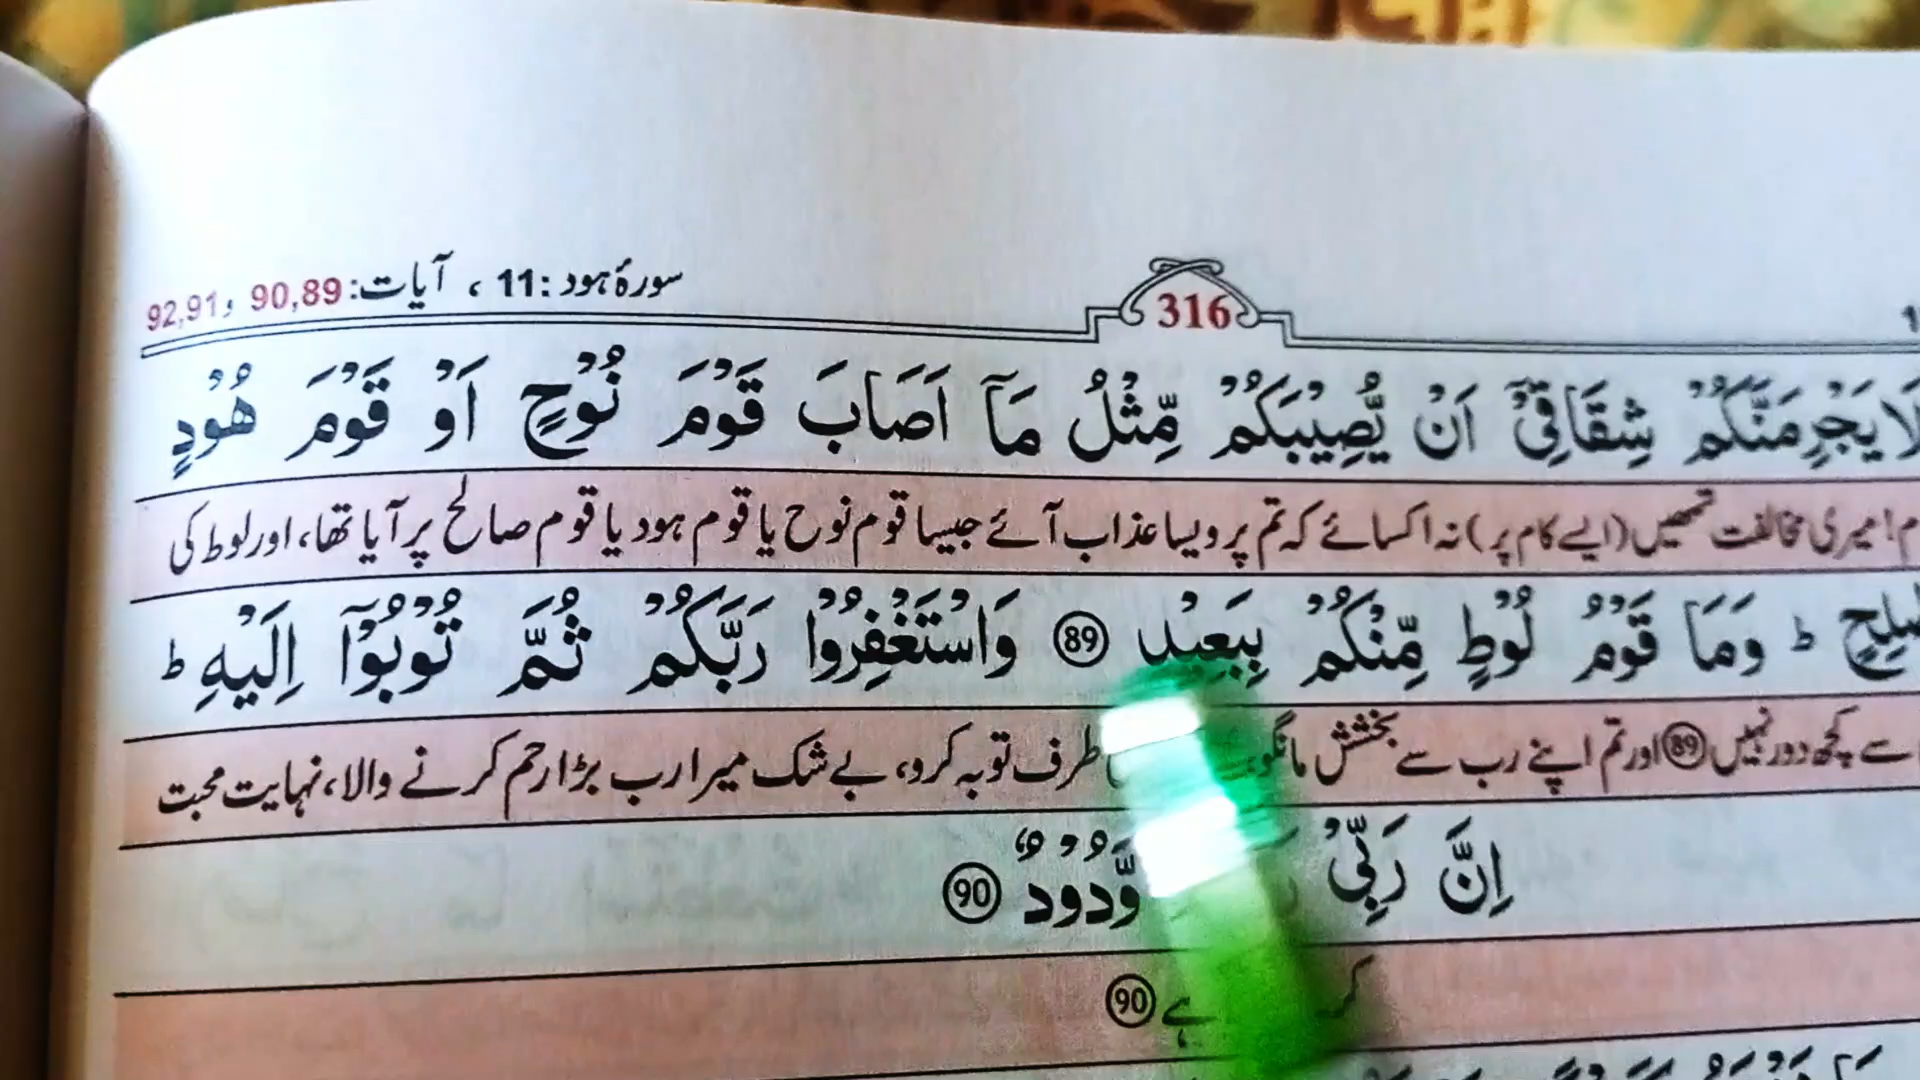 سورۂ ہود: 11 ، آیات: 90,89 و 92,91
316
لَا يَجْرِمَنَّكُمْ شِقَاقِيْٓ اَنْ يُّصِيْبَكُمْ مِّثْلُ مَآ اَصَابَ قَوْمَ نُوْحٍ اَوْ قَوْمَ هُوْدٍ
میری مخالفت تمھیں (ایسے کام پر) نہ اکسائے کہ تم پر ویسا عذاب آئے جیسا قوم نوح یا قوم ہود یا قوم صالح پر آیا تھا، اور لوط کی
ؕ وَمَا قَوْمُ لُوْطٍ مِّنْكُمْ بِبَعِيْدٍ 89 وَاسْتَغْفِرُوْا رَبَّكُمْ ثُمَّ تُوْبُوْٓا اِلَيْهِ ؕ
سے کچھ دور نہیں 89 اور تم اپنے رب سے بخشش مانگو طرف توبہ کرو، بے شک میرا رب بڑا رحم کرنے والا، نہایت محبت
اِنَّ رَبِّيْ وَّدُوْدٌ 90
ہے 90